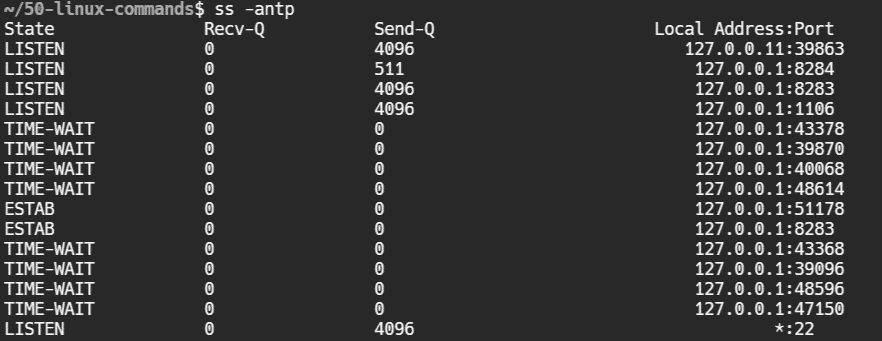 ~/50-linux-commands$ ss -antp
State Recv-Q Send-Q Local Address:Port
LISTEN 0 4096 127.0.0.11:39863
LISTEN 0 511 127.0.0.1:8284
LISTEN 0 4096 127.0.0.1:8283
LISTEN 0 4096 127.0.0.1:1106
TIME-WAIT 0 0 127.0.0.1:43378
TIME-WAIT 0 0 127.0.0.1:39870
TIME-WAIT 0 0 127.0.0.1:40068
TIME-WAIT 0 0 127.0.0.1:48614
ESTAB 0 0 127.0.0.1:51178
ESTAB 0 0 127.0.0.1:8283
TIME-WAIT 0 0 127.0.0.1:43368
TIME-WAIT 0 0 127.0.0.1:39096
TIME-WAIT 0 0 127.0.0.1:48596
TIME-WAIT 0 0 127.0.0.1:47150
LISTEN 0 4096 *:22